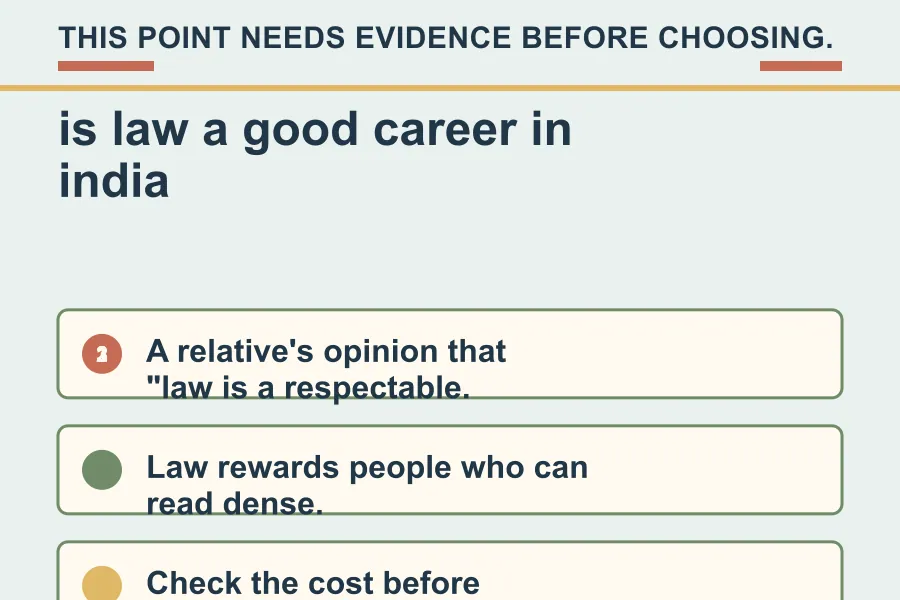 THIS POINT NEEDS EVIDENCE BEFORE CHOOSING.
is law a good career in
india
A relative's opinion that
"law is a respectable.
Law rewards people who can
read dense.
Check the cost before